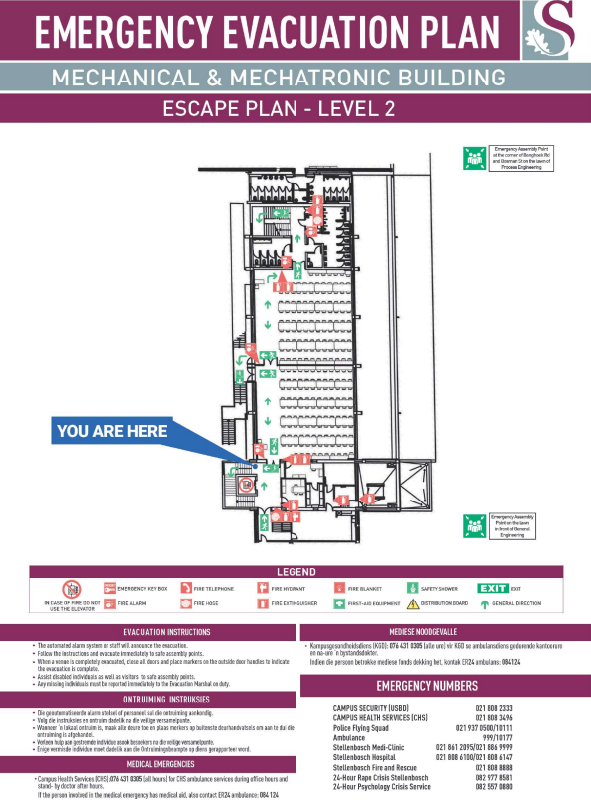 EMERGENCY EVACUATION PLAN
S
MECHANICAL & MECHATRONIC BUILDING
ESCAPE PLAN - LEVEL 2
Emergency Assembly Point
at the corner of Banghoek Rd
and Bosman St on the lawn of
Process Engineering
YOU ARE HERE
Emergency Assembly
Point on the lawn
in front of General
Engineering
LEGEND
IN CASE OF FIRE DO NOT
USE THE ELEVATOR
EMERGENCY KEY BOX
FIRE TELEPHONE
FIRE HYDRANT
FIRE BLANKET
SAFETY SHOWER
EXIT EXIT
FIRE ALARM
FIRE HOSE
FIRE EXTINGUISHER
FIRST-AID EQUIPMENT
DISTRIBUTION BOARD
GENERAL DIRECTION
EVACUATION INSTRUCTIONS
• The automated alarm system or staff will announce the evacuation.
• Follow the instructions and evacuate immediately to safe assembly points.
• When a venue is completely evacuated, close all doors and place markers on the outside door handles to indicate
the evacuation is complete.
• Assist disabled individuals as well as visitors to safe assembly points.
• Any missing individuals must be reported immediately to the Evacuation Marshal on duty.
ONTRUIMING INSTRUKSIES
• Die geoutomatiseerde alarm stelsel of personeel sal die ontruiming aankondig.
• Volg die instruksies en ontruim dadelik na die veilige versamelpunte.
• Wanneer 'n lokaal ontruim is, maak alle deure toe en plaas merkers op buitenste deurhandvatsels om aan te dui die
ontruiming is afgehandel.
• Verleen hulp aan gestremde individue asook besoekers na die veilige versamelpunte.
• Enige vermiste individue moet dadelik aan die Ontruimingsbeampte op diens gerapporteer word.
MEDICAL EMERGENCIES
• Campus Health Services (CHS):076 431 0305 (all hours) for CHS ambulance services during office hours and
stand- by doctor after hours.
If the person involved in the medical emergency has medical aid, also contact ER24 ambulance: 084 124
MEDIESE NOODGEVALLE
• Kampusgesondheidsdiens (KGD): 076 431 0305 (alle ure) vir KGD se ambulansdiens gedurende kantoorure
en na-ure 'n bystandsdokter.
Indien die persoon betrokke mediese fonds dekking het, kontak ER24 ambulans: 084124
EMERGENCY NUMBERS
CAMPUS SECURITY (USBD) 021 808 2333
CAMPUS HEALTH SERVICES (CHS) 021 808 3496
Police Flying Squad 021 937 0500/10111
Ambulance 999/10177
Stellenbosch Medi-Clinic 021 861 2095/021 886 9999
Stellenbosch Hospital 021 808 6100/021 808 6147
Stellenbosch Fire and Rescue 021 808 8888
24-Hour Rape Crisis Stellenbosch 082 977 8581
24-Hour Psychology Crisis Service 082 557 0880